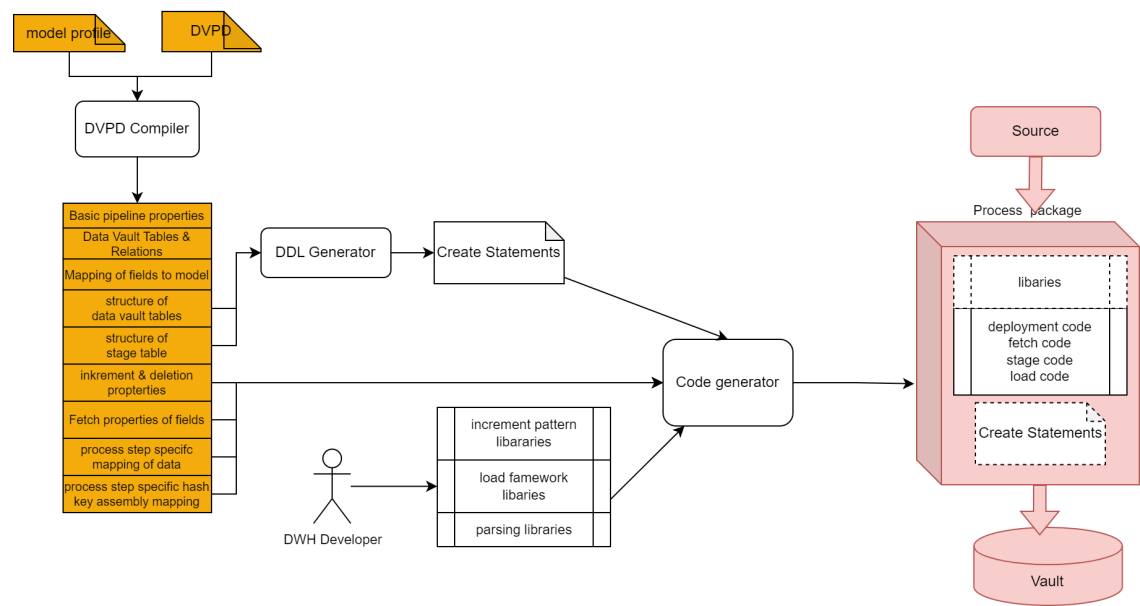 model profile
DVPD
DVPD Compiler
Basic pipeline properties
Data Vault Tables &
Relations
Mapping of fields to model
structure of
data vault tables
structure of
stage table
inkrement & deletion
propterties
Fetch properties of fields
process step specifc
mapping of data
process step specific hash
key assembly mapping
DDL Generator
Create Statements
DWH Developer
increment pattern
libararies
load famework
libaries
parsing libraries
Code generator
Source
Process package
libaries
deployment code
fetch code
stage code
load code
Create Statements
Vault